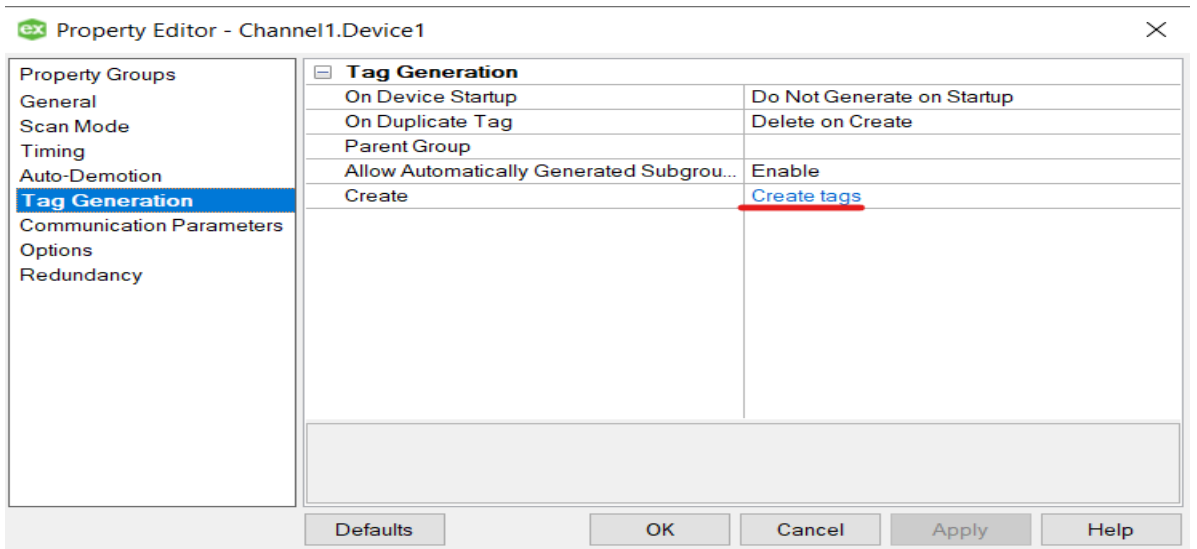 ex Property Editor - Channel1.Device1
Property Groups
General
Scan Mode
Timing
Auto-Demotion
Tag Generation
Communication Parameters
Options
Redundancy
Tag Generation
On Device Startup Do Not Generate on Startup
On Duplicate Tag Delete on Create
Parent Group
Allow Automatically Generated Subgrou... Enable
Create Create tags
Defaults OK Cancel Apply Help